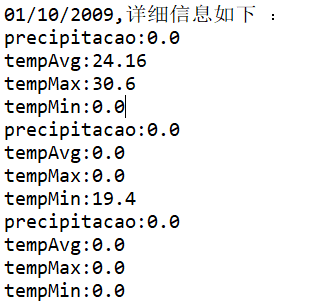 01/10/2009,详细信息如下 :
precipitacao:0.0
tempAvg:24.16
tempMax:30.6
tempMin:0.0
precipitacao:0.0
tempAvg:0.0
tempMax:0.0
tempMin:19.4
precipitacao:0.0
tempAvg:0.0
tempMax:0.0
tempMin:0.0